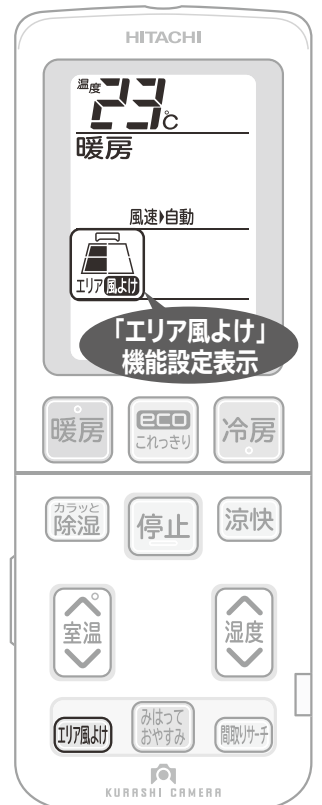 HITACHI
温度 23℃
暖房
風速▶自動
エリア 風よけ
「エリア風よけ」
機能設定表示
暖房
eco
これっきり
冷房
カラッと
除湿
停止
涼快
室温
湿度
エリア風よけ
みはって
おやすみ
間取りサーチ
KURASHI CAMERA